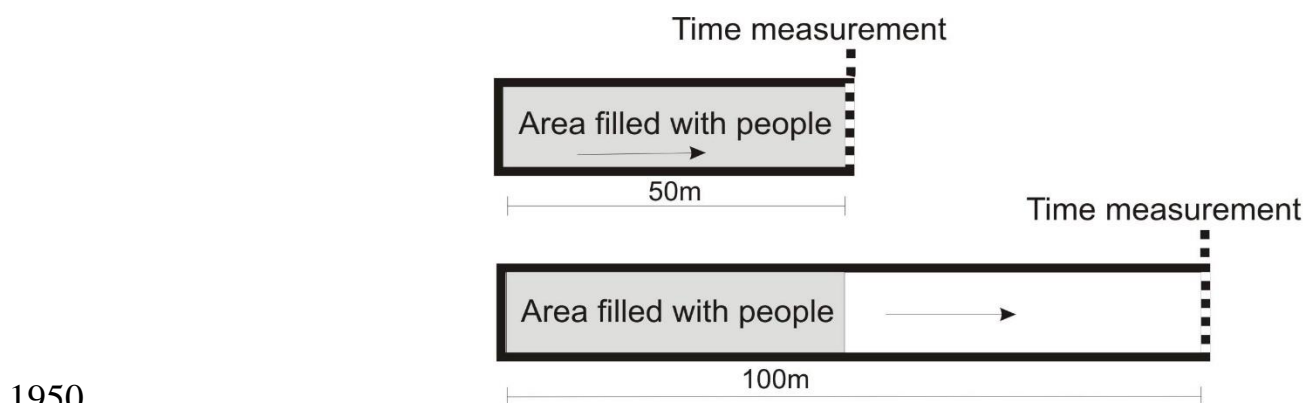 Time measurement
Area filled with people
50m
Time measurement
Area filled with people
100m
1950